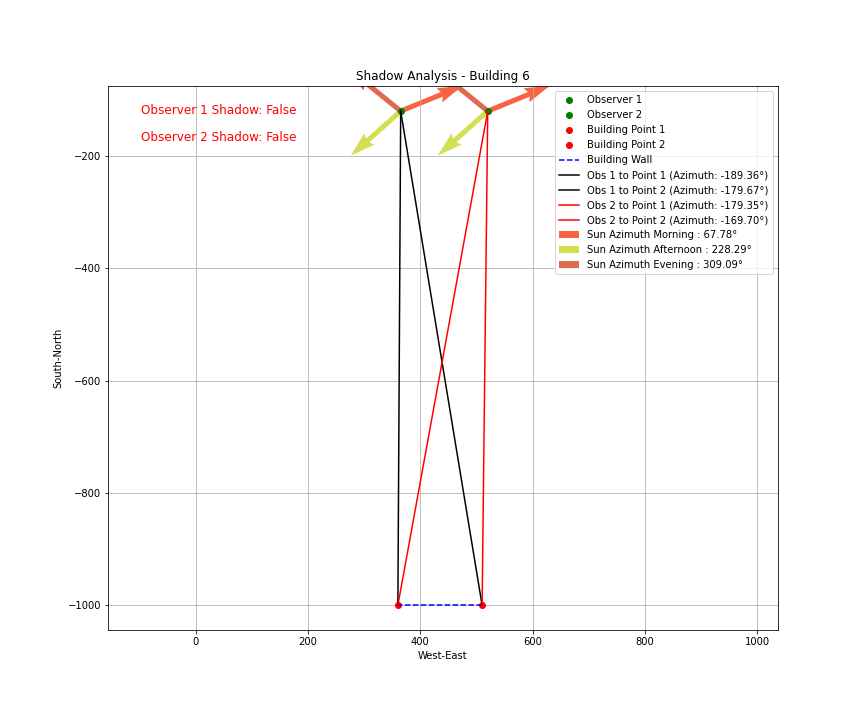 Shadow Analysis - Building 6
Observer 1 Shadow: False
Observer 2 Shadow: False
Observer 1
Observer 2
Building Point 1
Building Point 2
Building Wall
Obs 1 to Point 1 (Azimuth: -189.36°)
Obs 1 to Point 2 (Azimuth: -179.67°)
Obs 2 to Point 1 (Azimuth: -179.35°)
Obs 2 to Point 2 (Azimuth: -169.70°)
Sun Azimuth Morning : 67.78°
Sun Azimuth Afternoon : 228.29°
Sun Azimuth Evening : 309.09°
−200
−400
−600
−800
−1000
South-North
0 200 400 600 800 1000
West-East